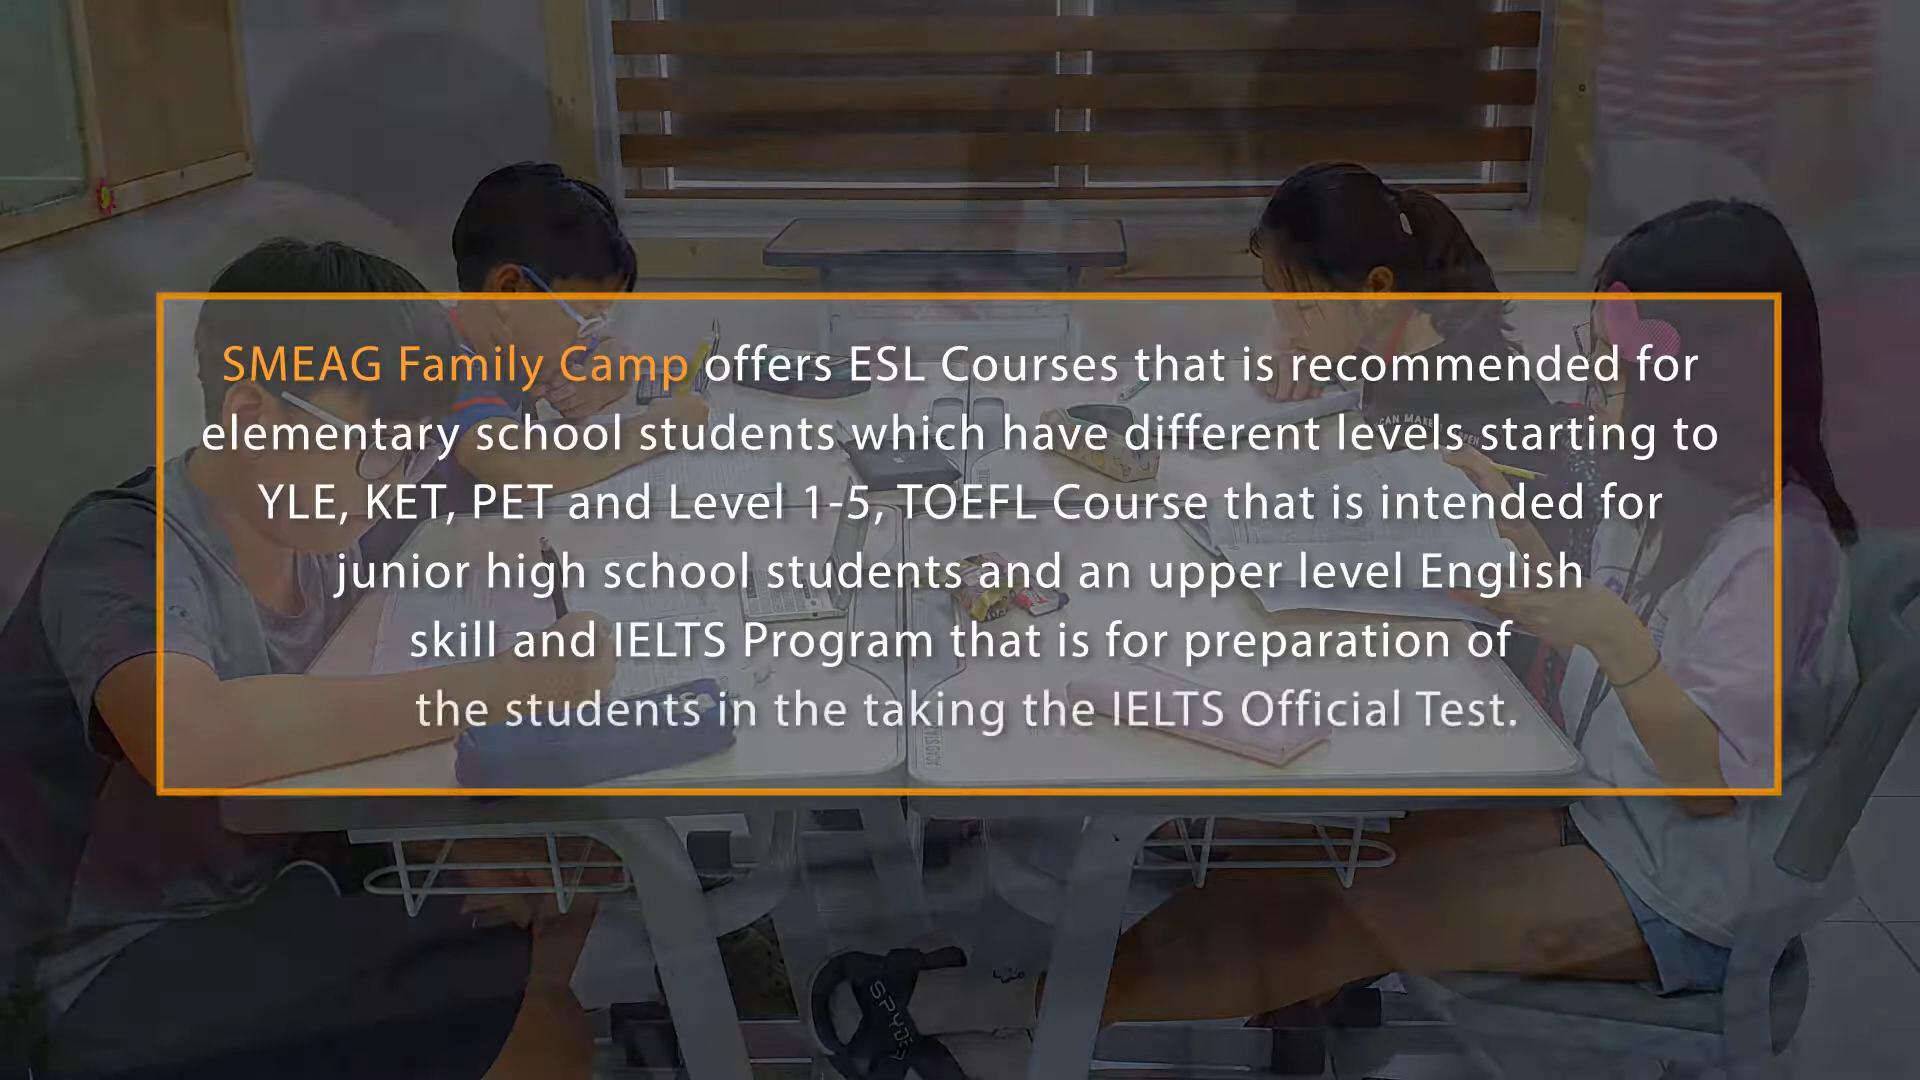 SMEAG Family Camp offers ESL Courses that is recommended for
elementary school students which have different levels starting to
YLE, KET, PET and Level 1-5, TOEFL Course that is intended for
junior high school students and an upper level English
skill and IELTS Program that is for preparation of
the students in the taking the IELTS Official Test.
CAN MAKE
SPYDER